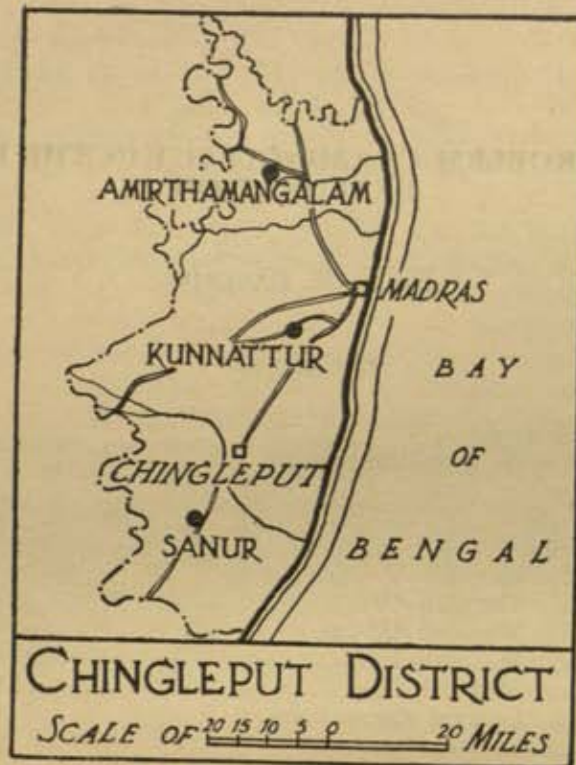 AMIRTHAMANGALAM
MADRAS
KUNNATTUR
BAY
OF
BENGAL
CHINGLEPUT
SANUR
CHINGLEPUT DISTRICT
SCALE OF 20 15 10 5 0 20 MILES